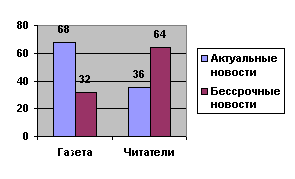 80
60
40
20
0
68
32
36
64
Газета
Читатели
Актуальные
новости
Бессрочные
новости